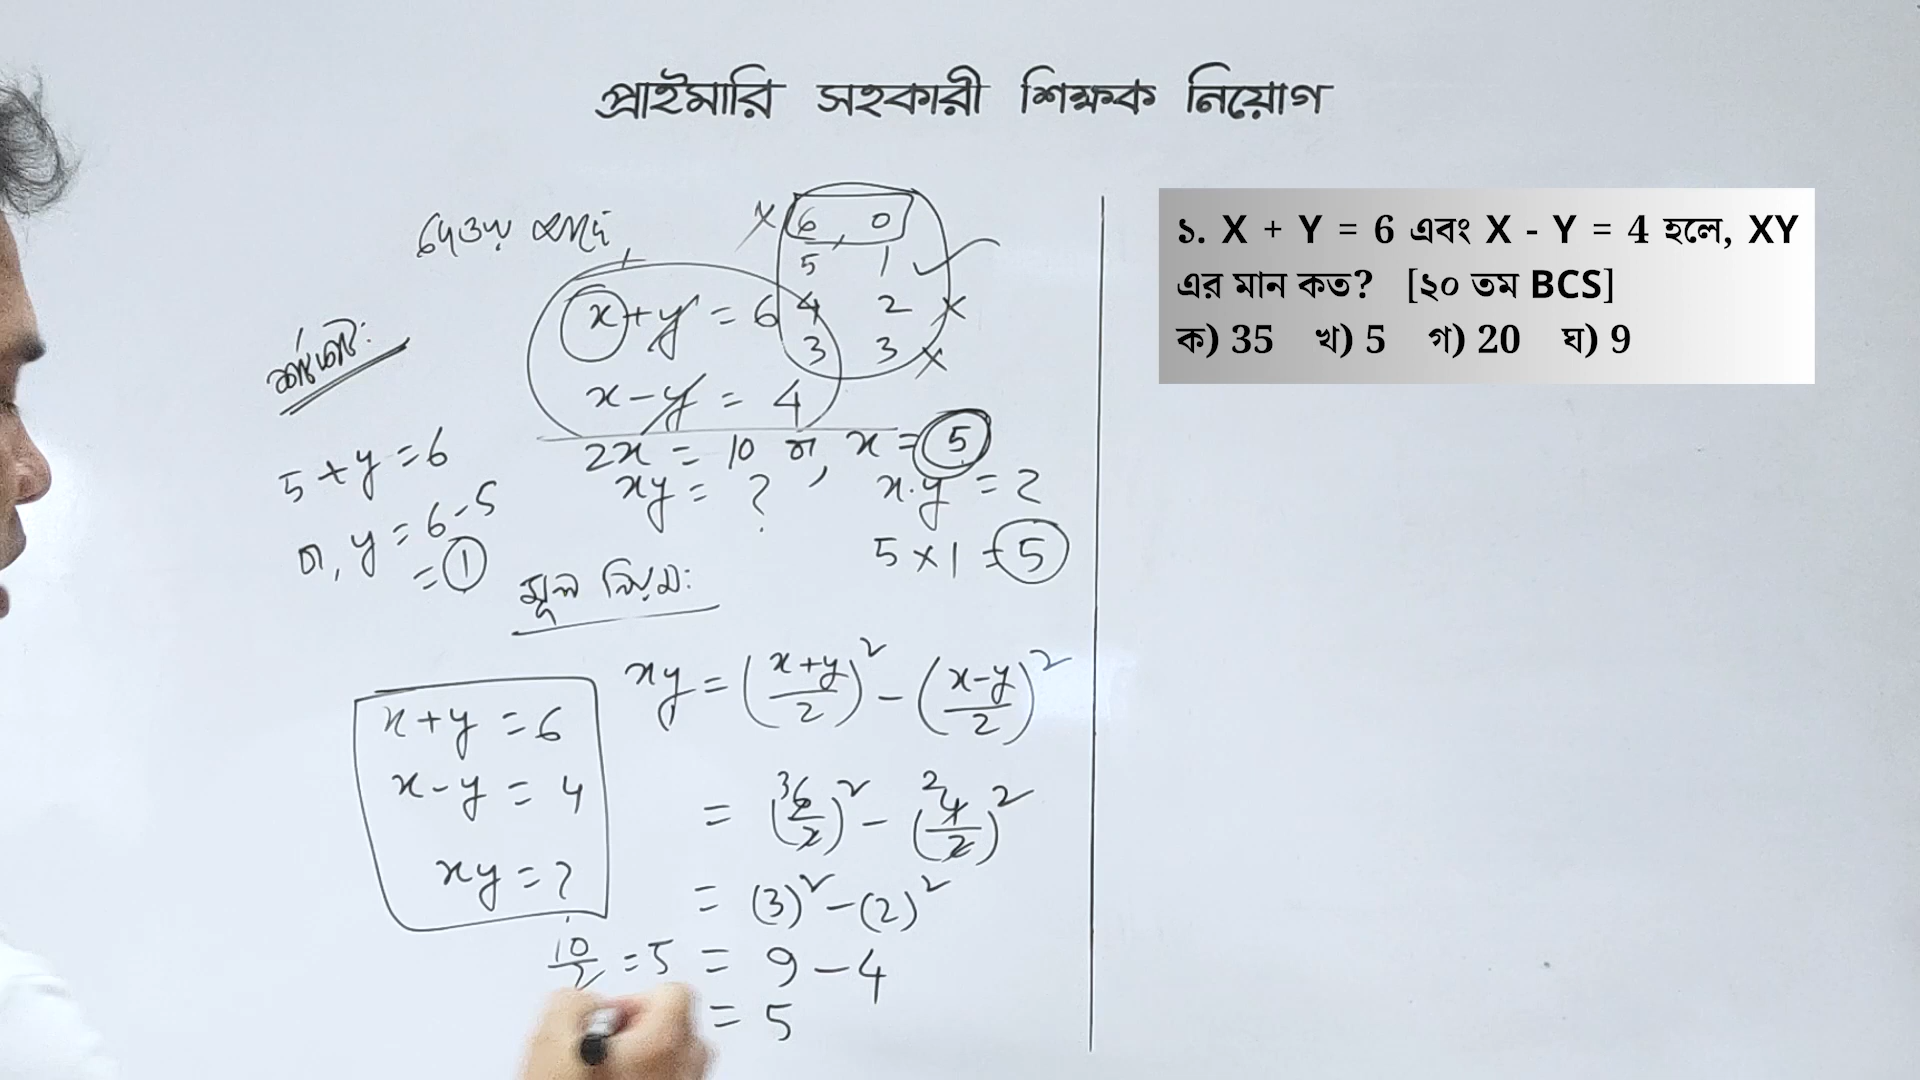 প্রাইমারি সহকারী শিক্ষক নিয়োগ
১. X + Y = 6 এবং X - Y = 4 হলে, XY
এর মান কত? [২০ তম BCS]
ক) 35 খ) 5 গ) 20 ঘ) 9
দেওয়া আছে,
x+y = 6
x-y = 4
2x = 10 বা, x = 5
xy = ?
x 6, 0
5 1 ✓
4 2 x
3 3 x
x.y = 2
5 x 1 = 5
5 + y = 6
বা, y = 6-5
= 1
মূল নিয়ম:
x+y = 6
x-y = 4
xy = ?
xy = (x+y/2)² - (x-y/2)²
= (6/2)² - (4/2)²
= (3)² - (2)²
= 9 - 4
= 5
10/2 = 5